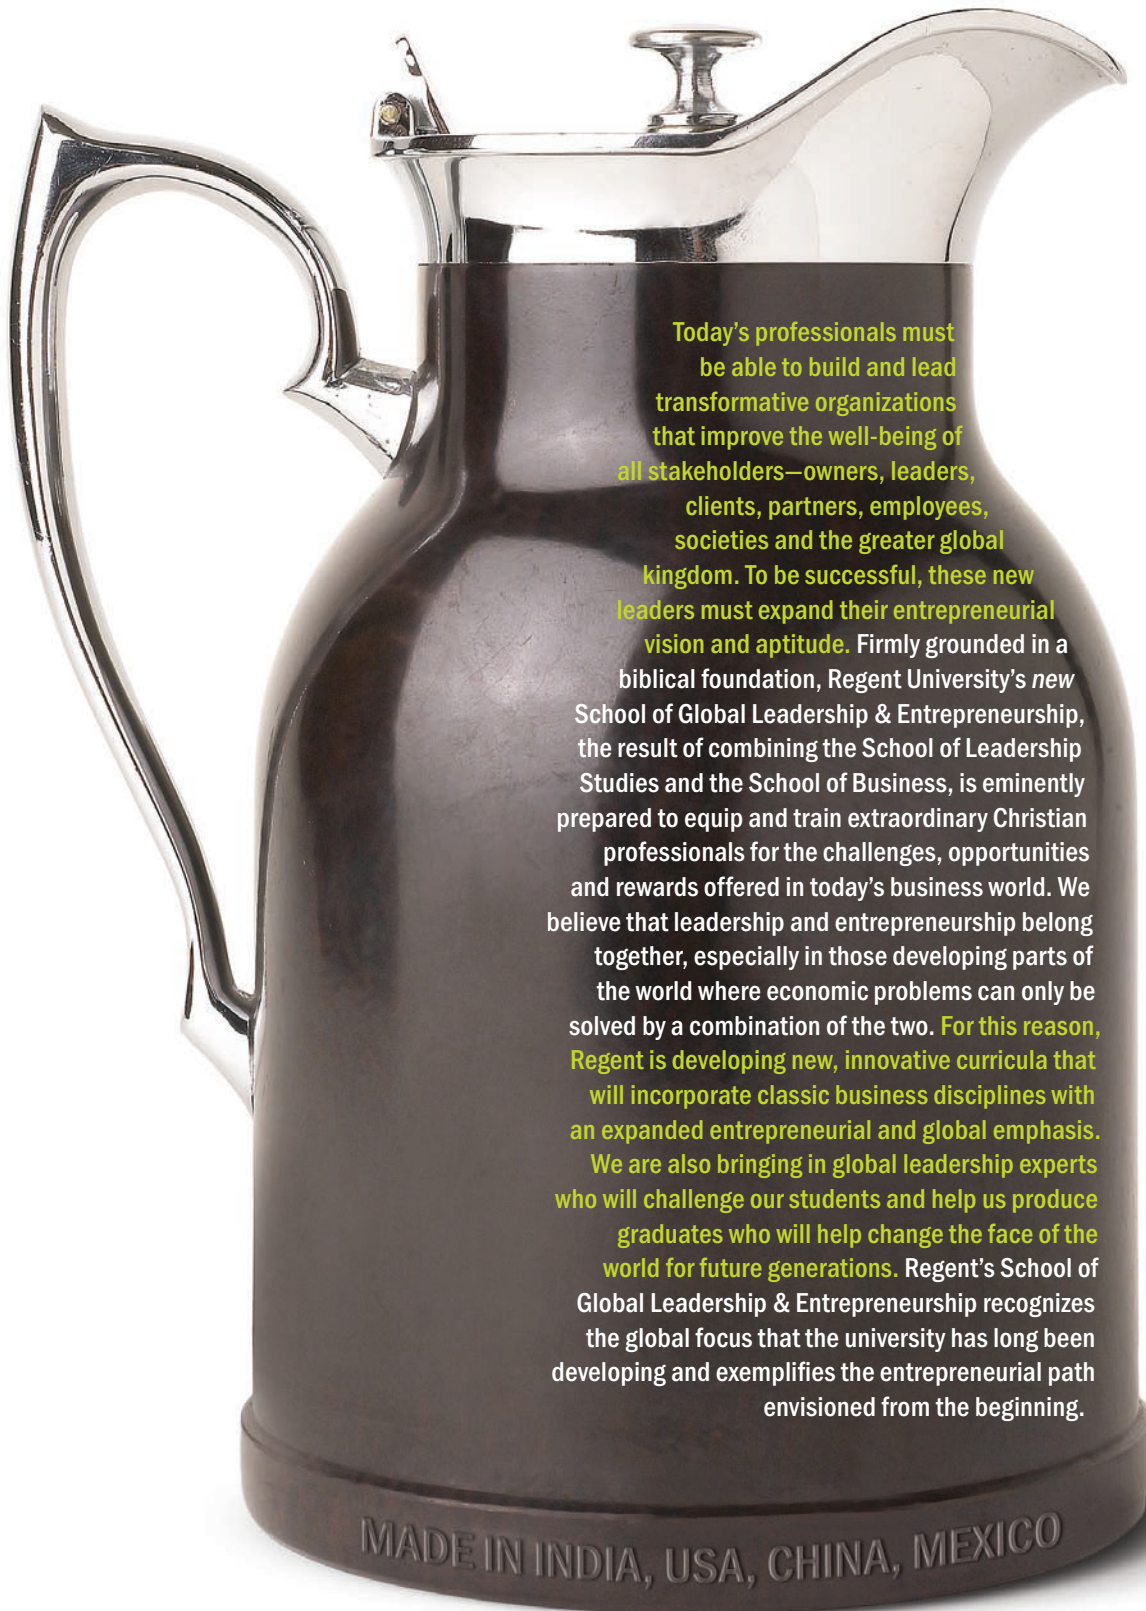 Today’s professionals must
be able to build and lead
transformative organizations
that improve the well-being of
all stakeholders—owners, leaders,
clients, partners, employees,
societies and the greater global
kingdom. To be successful, these new
leaders must expand their entrepreneurial
vision and aptitude. Firmly grounded in a
biblical foundation, Regent University’s new
School of Global Leadership & Entrepreneurship,
the result of combining the School of Leadership
Studies and the School of Business, is eminently
prepared to equip and train extraordinary Christian
professionals for the challenges, opportunities
and rewards offered in today’s business world. We
believe that leadership and entrepreneurship belong
together, especially in those developing parts of
the world where economic problems can only be
solved by a combination of the two. For this reason,
Regent is developing new, innovative curricula that
will incorporate classic business disciplines with
an expanded entrepreneurial and global emphasis.
We are also bringing in global leadership experts
who will challenge our students and help us produce
graduates who will help change the face of the
world for future generations. Regent’s School of
Global Leadership & Entrepreneurship recognizes
the global focus that the university has long been
developing and exemplifies the entrepreneurial path
envisioned from the beginning.
MADE IN INDIA, USA, CHINA, MEXICO